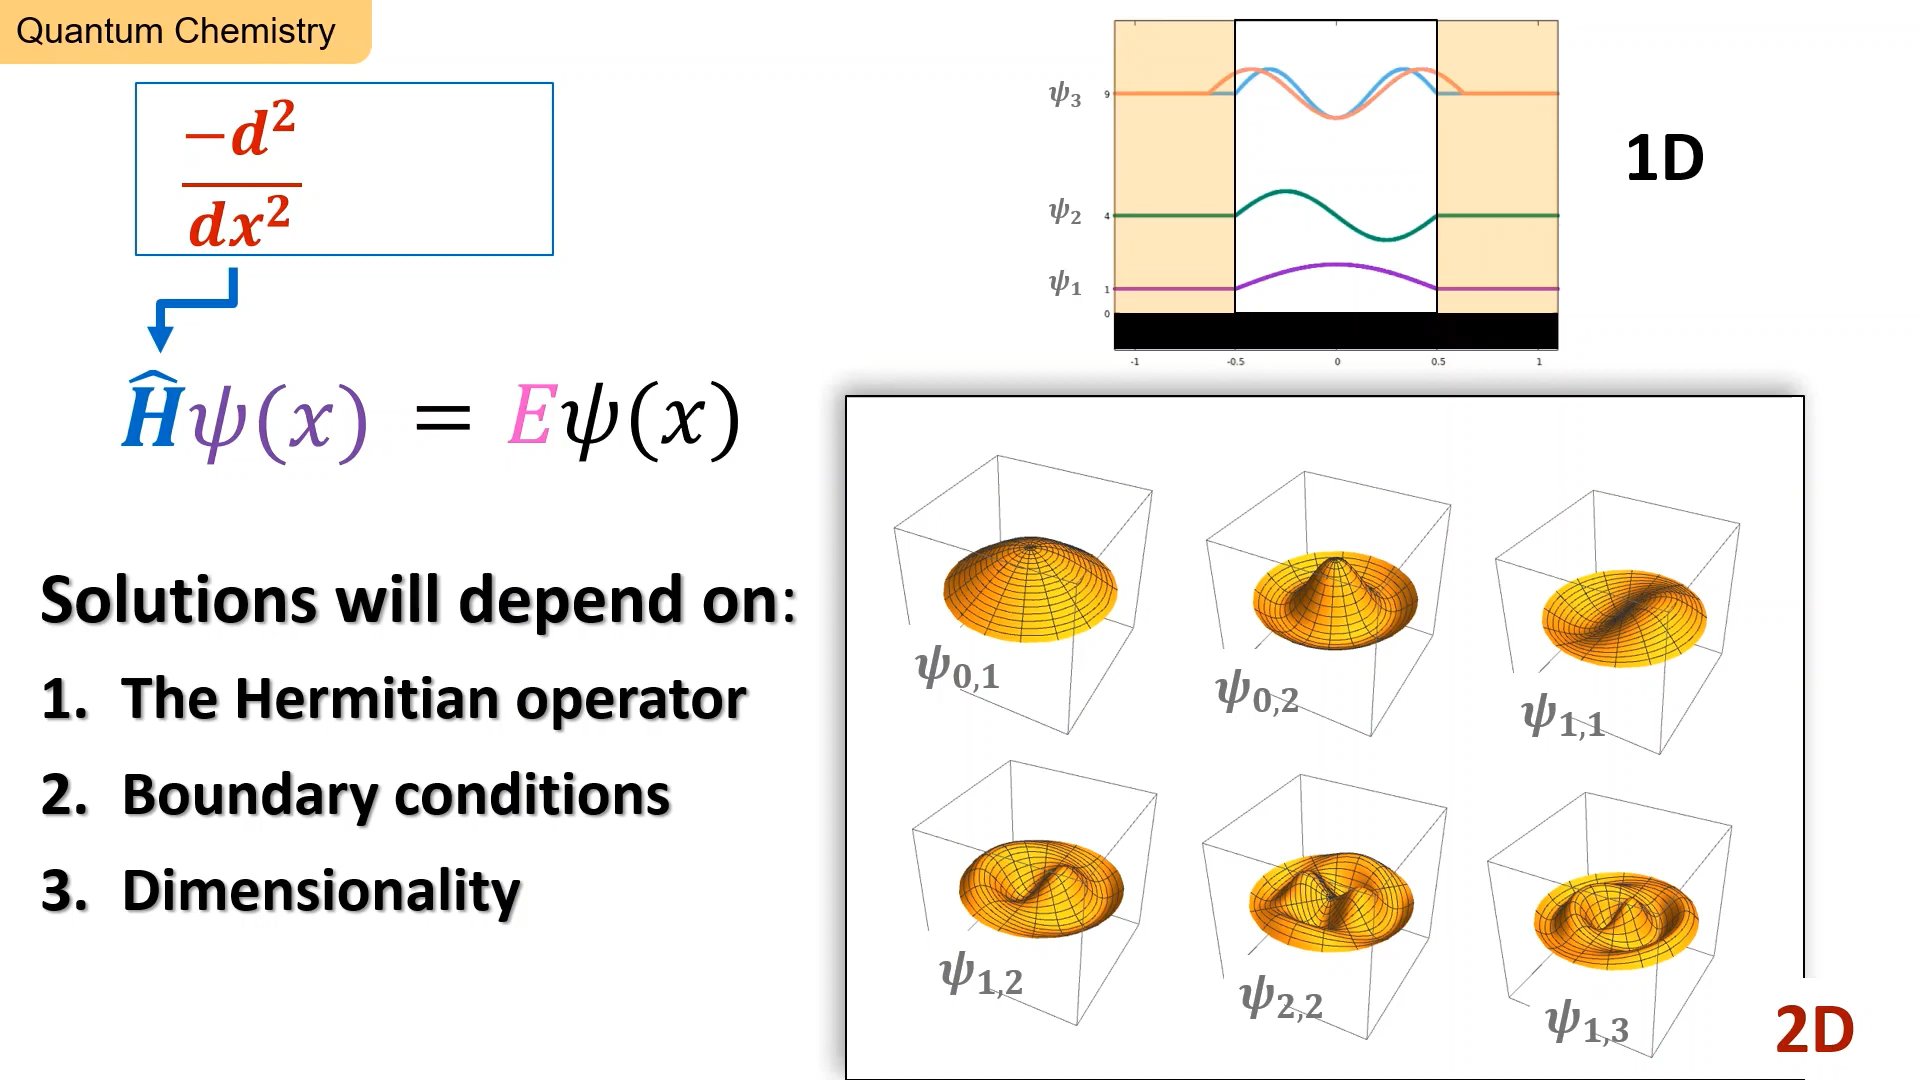 Quantum Chemistry
−d²
dx²
Ĥψ(x) = Eψ(x)
Solutions will depend on:
1. The Hermitian operator
2. Boundary conditions
3. Dimensionality
ψ₃ 9
ψ₂ 4
ψ₁ 1
0
-1 -0.5 0 0.5 1
1D
ψ₀,₁ ψ₀,₂ ψ₁,₁
ψ₁,₂ ψ₂,₂ ψ₁,₃
2D